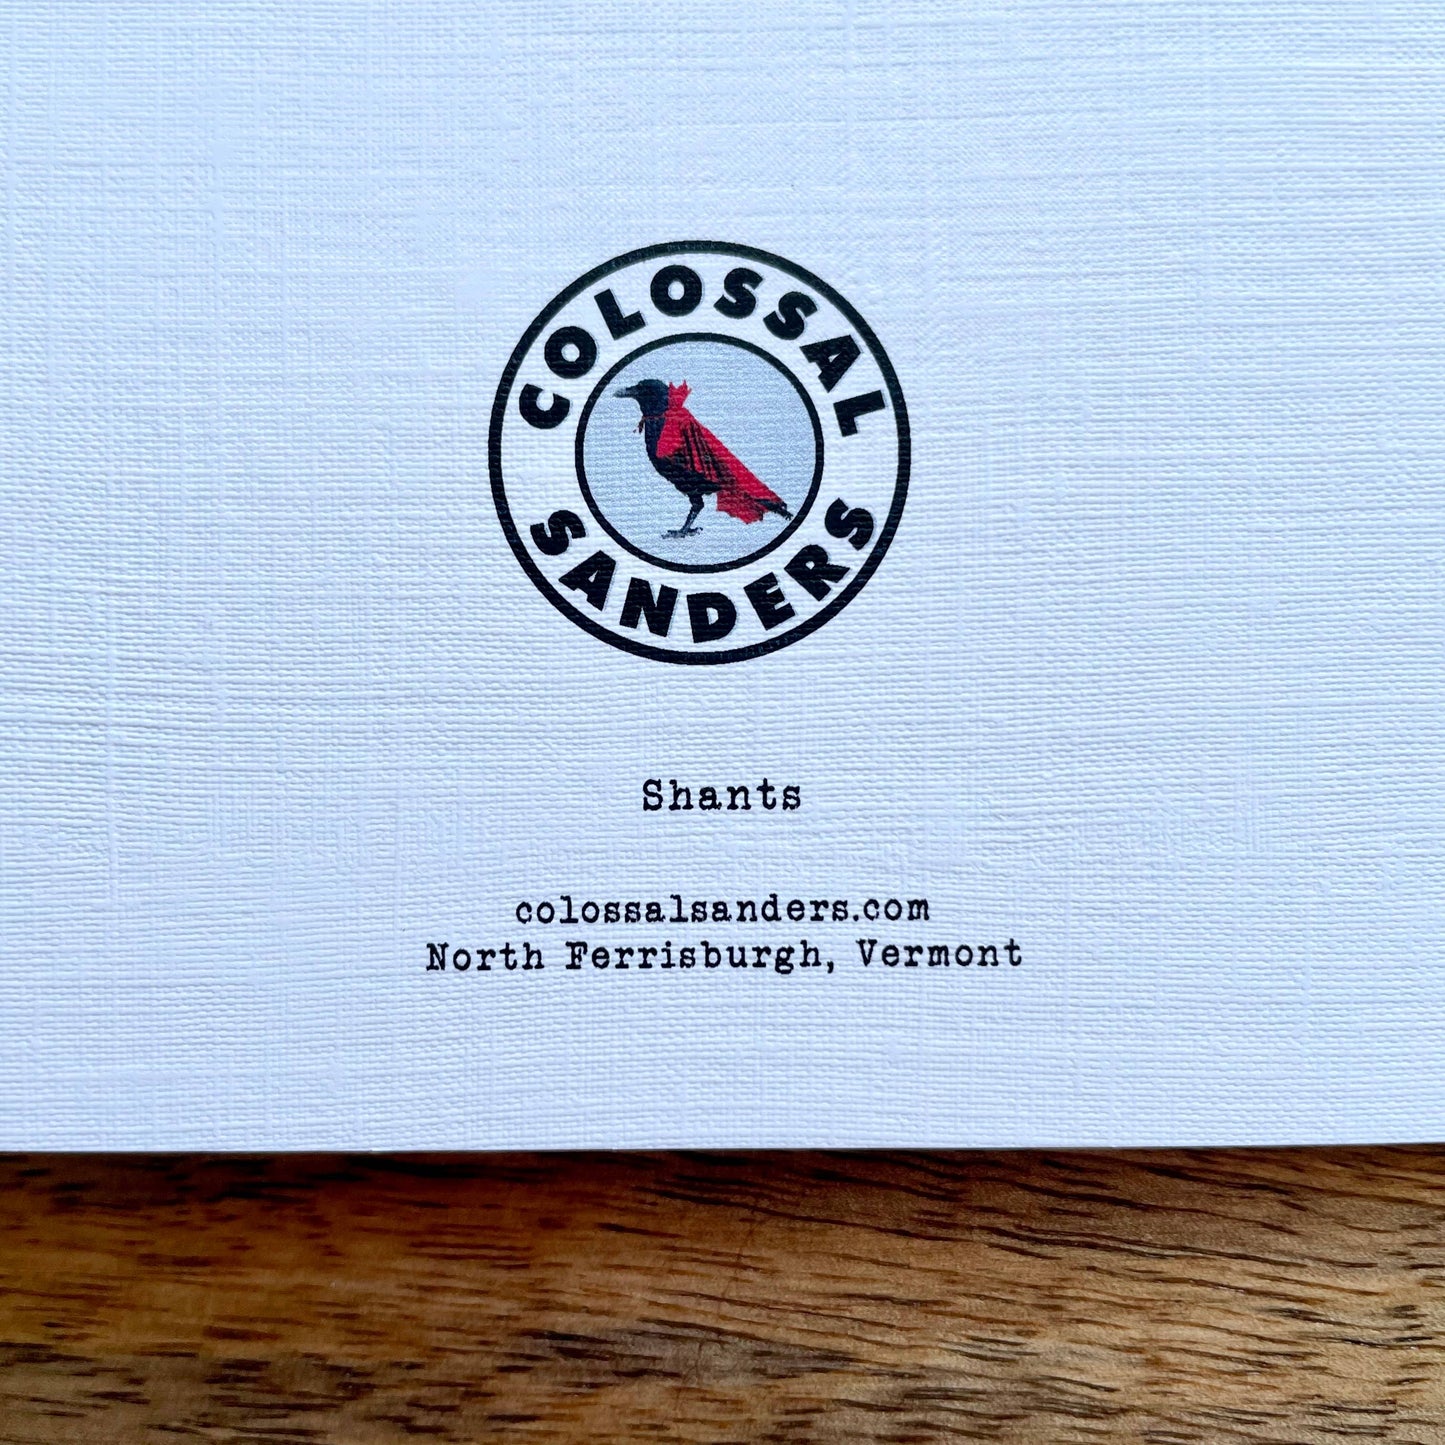 COLOSSAL
SANDERS
Shants
colossalsanders.com
North Ferrisburgh, Vermont